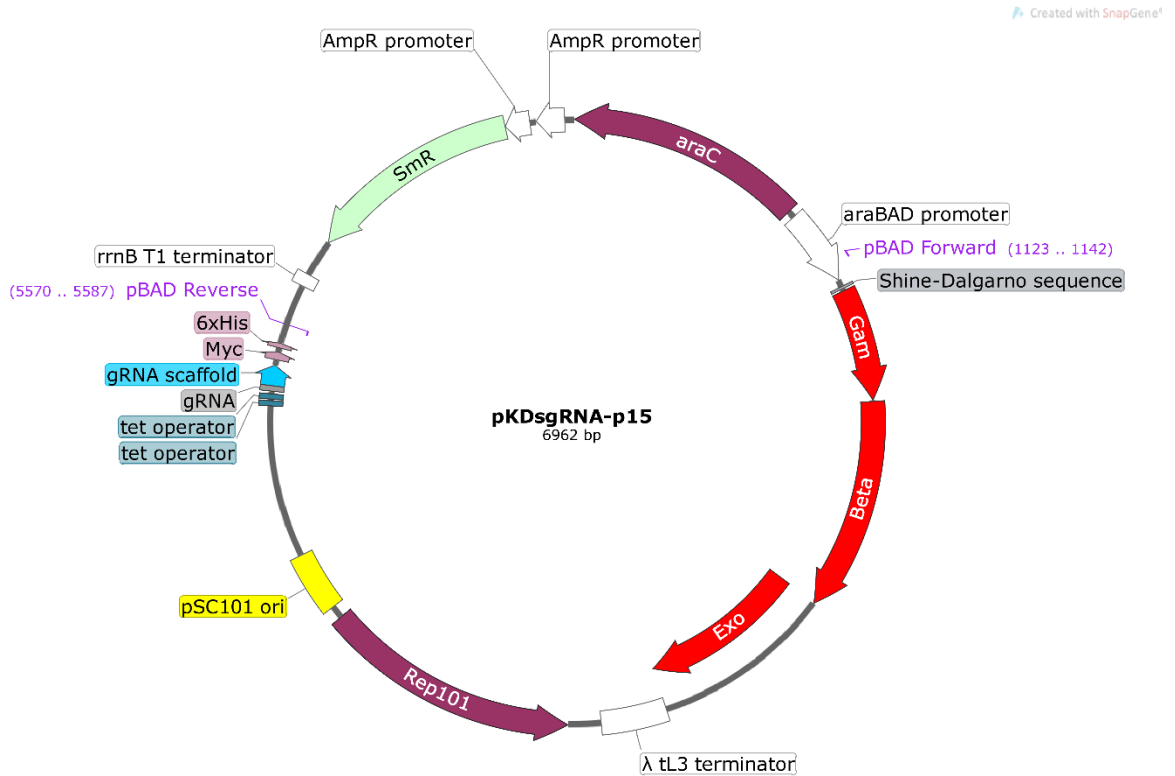 Created with SnapGene®
AmpR promoter
AmpR promoter
araC
SmR
araBAD promoter
pBAD Forward (1123 .. 1142)
Shine-Dalgarno sequence
rrnB T1 terminator
(5570 .. 5587) pBAD Reverse
6xHis
Myc
gRNA scaffold
gRNA
tet operator
tet operator
Gam
pKDsgRNA-p15
6962 bp
Beta
pSC101 ori
Exo
Rep101
λ tL3 terminator